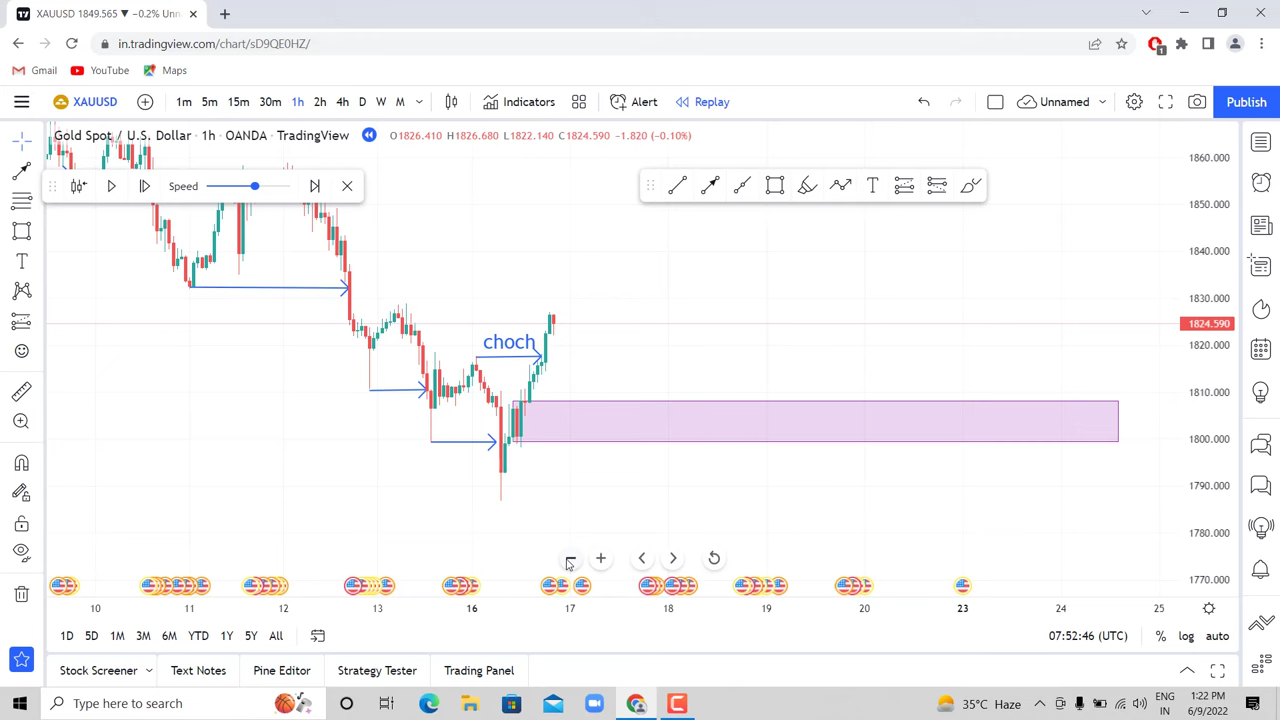 XAUUSD 1849.565 ▼ −0.2% Unn
in.tradingview.com/chart/sD9QE0HZ/
1
Gmail YouTube Maps
XAUUSD 1m 5m 15m 30m 1h 2h 4h D W M Indicators Alert Replay Unnamed Publish
Gold Spot / U.S. Dollar · 1h · OANDA · TradingView O1826.410 H1826.680 L1822.140 C1824.590 −1.820 (−0.10%)
Speed
T
T
choch
1860.000
1850.000
1840.000
1830.000
1824.590
1820.000
1810.000
1800.000
1790.000
1780.000
1770.000
10 11 12 13 16 17 18 19 20 23 24 25
1D 5D 1M 3M 6M YTD 1Y 5Y All 07:52:46 (UTC) % log auto
Stock Screener Text Notes Pine Editor Strategy Tester Trading Panel
Type here to search 35°C Haze ENG IN 1:22 PM 6/9/2022